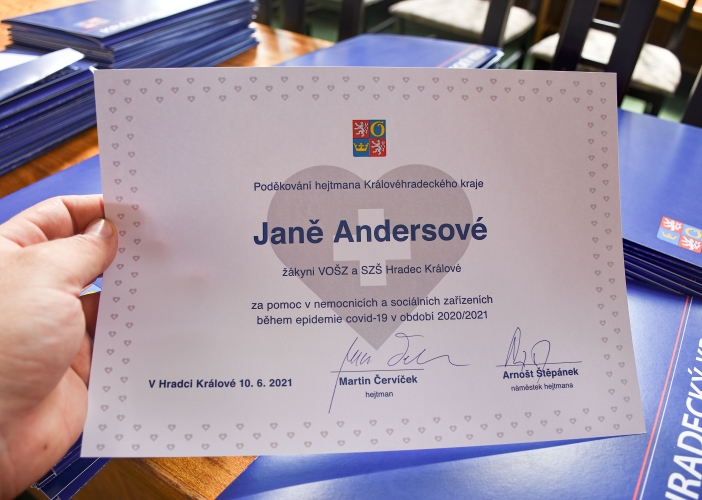 Poděkování hejtmana Královéhradeckého kraje
Janě Andersové
žákyni VOŠZ a SZŠ Hradec Králové
za pomoc v nemocnicích a sociálních zařízeních
během epidemie covid-19 v období 2020/2021
V Hradci Králové 10. 6. 2021
Martin Červíček
hejtman
Arnošt Štěpánek
náměstek hejtmana